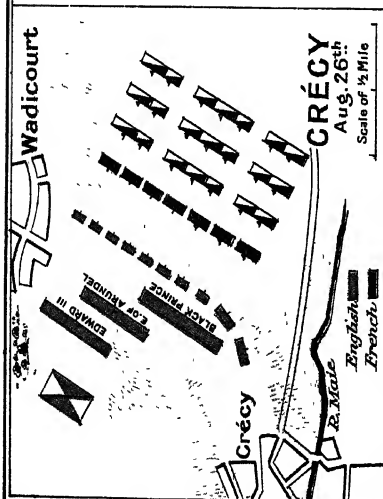 Wadicourt
CRÉCY
Aug. 26th
Scale of ½ Mile
EDWARD III
E. OF ARUNDEL
BLACK PRINCE
Crécy
R. Maie
English
French